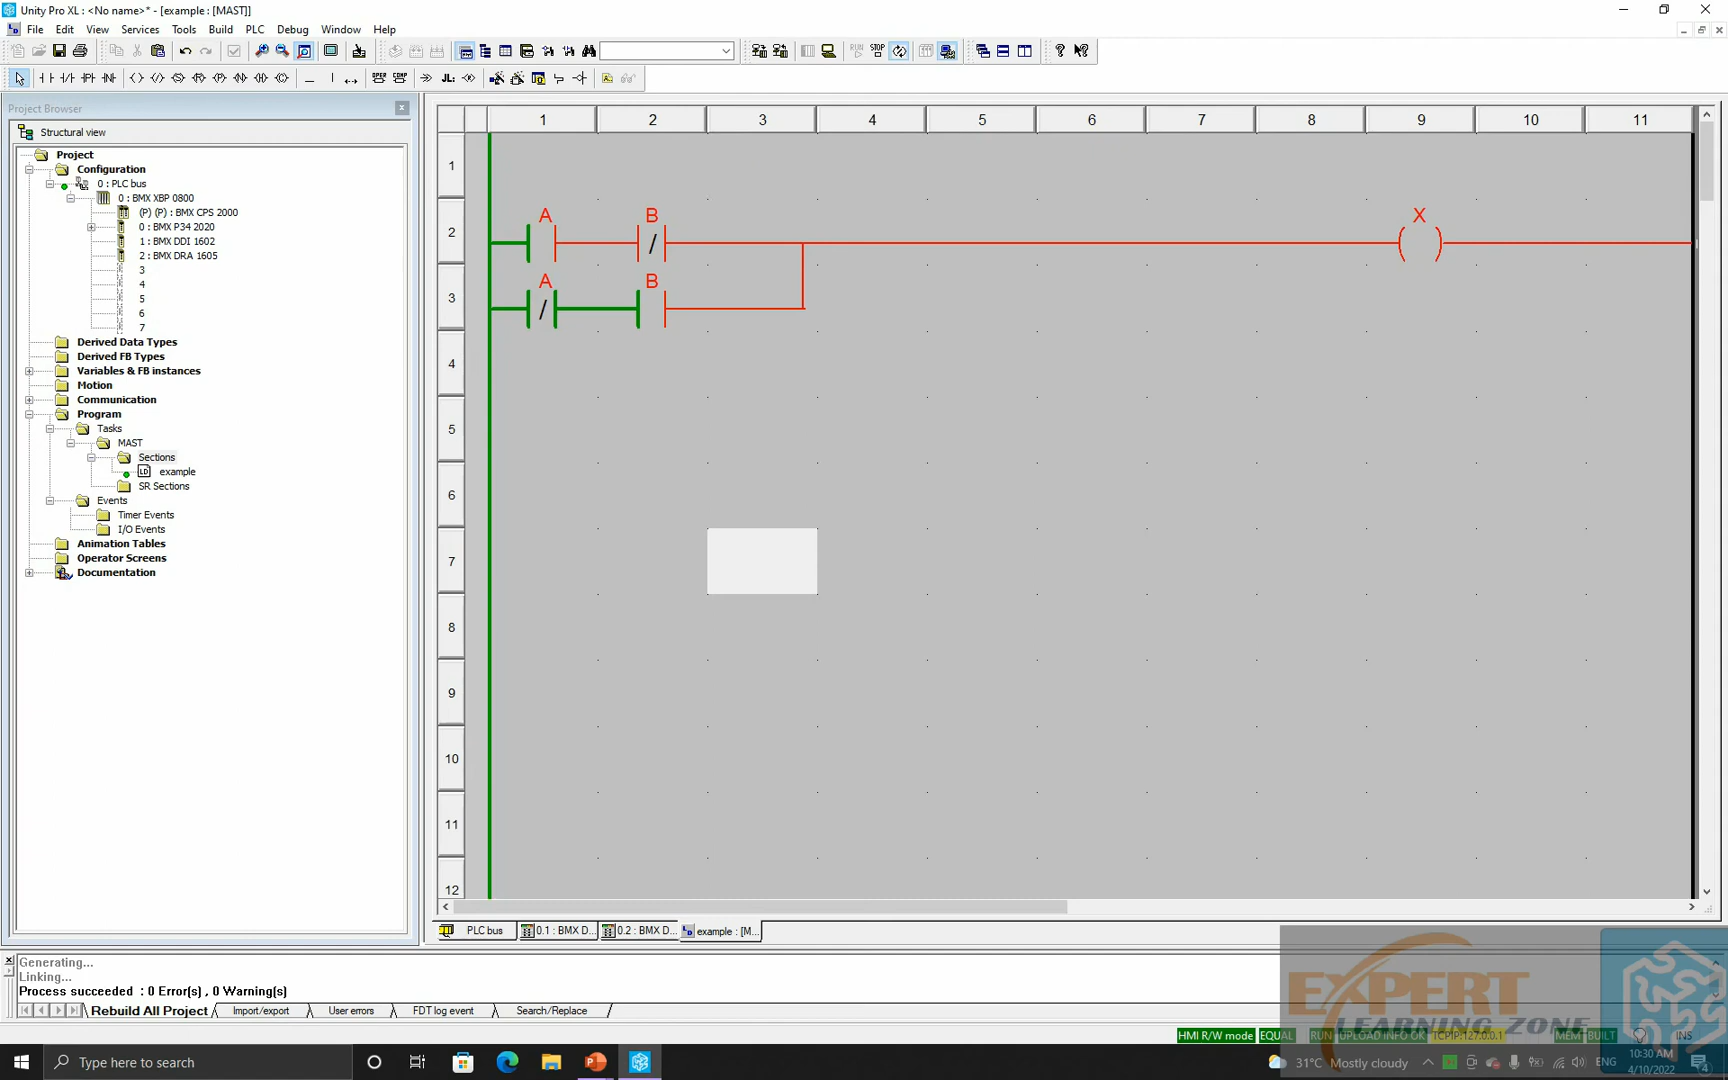 Unity Pro XL : <No name>* - [example : [MAST]]
File Edit View Services Tools Build PLC Debug Window Help
Project Browser
Structural view
Project
Configuration
0 : PLC bus
0 : BMX XBP 0800
(P) (P) : BMX CPS 2000
0 : BMX P34 2020
1 : BMX DDI 1602
2 : BMX DRA 1605
3
4
5
6
7
Derived Data Types
Derived FB Types
Variables & FB instances
Motion
Communication
Program
Tasks
MAST
Sections
example
SR Sections
Events
Timer Events
I/O Events
Animation Tables
Operator Screens
Documentation
1 2 3 4 5 6 7 8 9 10 11
1
A B X
2
A B
3
4
5
6
7
8
9
10
11
12
PLC bus 0.1 : BMX D... 0.2 : BMX D... example : [M...
Generating...
Linking...
Process succeeded : 0 Error(s) , 0 Warning(s)
Rebuild All Project Import/export User errors FDT log event Search/Replace
EXPERT
LEARNING ZONE
HMI R/W mode EQUAL RUN UPLOAD INFO OK TCPIP:127.0.0.1 MEM BUILT INS
Type here to search
31°C Mostly cloudy ENG
10:30 AM
4/10/2022